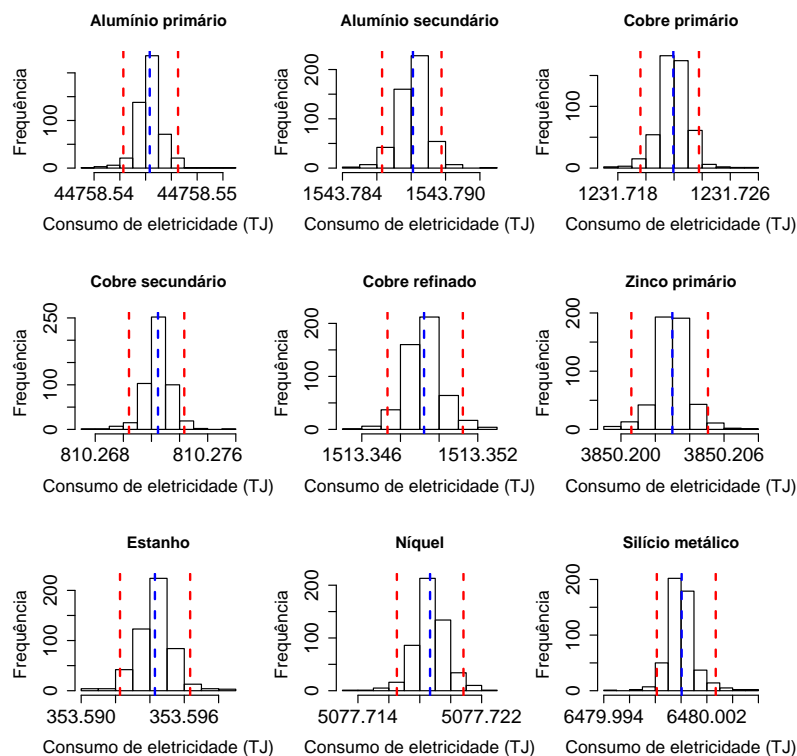 Alumínio primário
Frequência
0
100
44758.54
44758.55
Consumo de eletricidade (TJ)
Alumínio secundário
Frequência
0
100
200
1543.784
1543.790
Consumo de eletricidade (TJ)
Cobre primário
Frequência
0
100
1231.718
1231.726
Consumo de eletricidade (TJ)
Cobre secundário
Frequência
0
100
250
810.268
810.276
Consumo de eletricidade (TJ)
Cobre refinado
Frequência
0
100
200
1513.346
1513.352
Consumo de eletricidade (TJ)
Zinco primário
Frequência
0
100
200
3850.200
3850.206
Consumo de eletricidade (TJ)
Estanho
Frequência
0
100
200
353.590
353.596
Consumo de eletricidade (TJ)
Níquel
Frequência
0
100
200
5077.714
5077.722
Consumo de eletricidade (TJ)
Silício metálico
Frequência
0
100
200
6479.994
6480.002
Consumo de eletricidade (TJ)